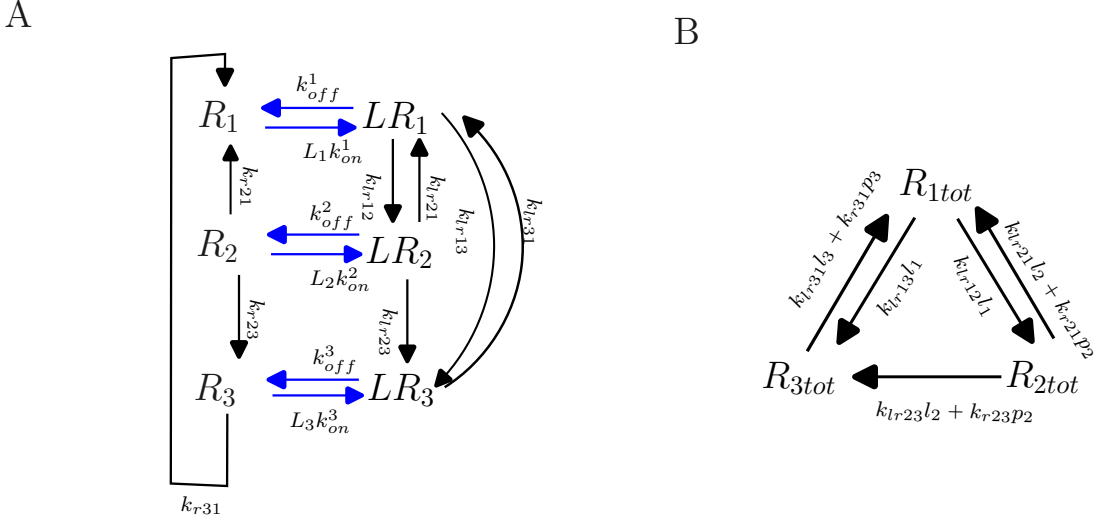 A
B
k^1_{off}
R_1
LR_1
L_1k^1_{on}
k_{r21}
k_{lr12}
k_{lr21}
k_{lr13}
k_{lr31}
k^2_{off}
R_2
LR_2
L_2k^2_{on}
k_{r23}
k_{lr23}
k^3_{off}
R_3
LR_3
L_3k^3_{on}
k_{r31}
R_{1tot}
k_{lr31}l_3 + k_{r31}p_3
k_{lr13}l_1
k_{lr12}l_1
k_{lr21}l_2 + k_{r21}p_2
R_{3tot}
R_{2tot}
k_{lr23}l_2 + k_{r23}p_2